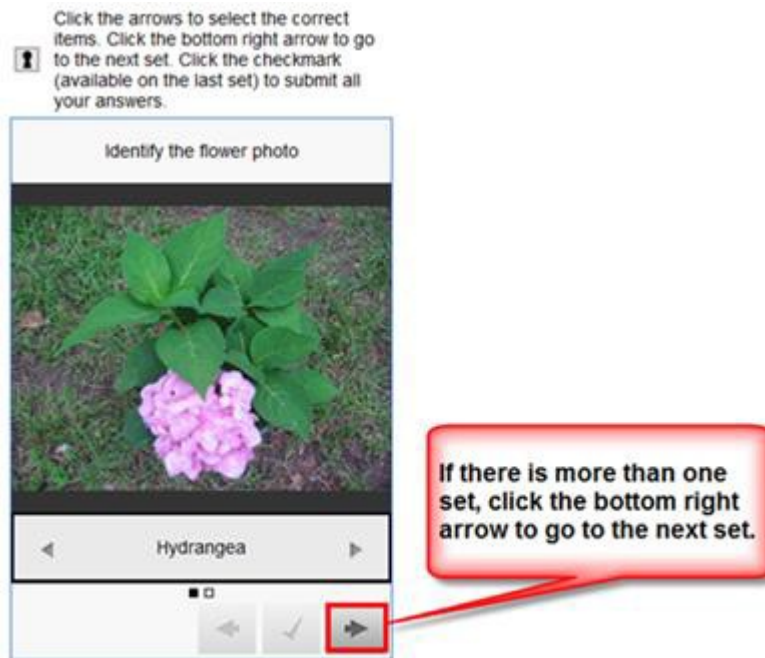 Click the arrows to select the correct
items. Click the bottom right arrow to go
to the next set. Click the checkmark
(available on the last set) to submit all
your answers.
Identify the flower photo
Hydrangea
If there is more than one
set, click the bottom right
arrow to go to the next set.